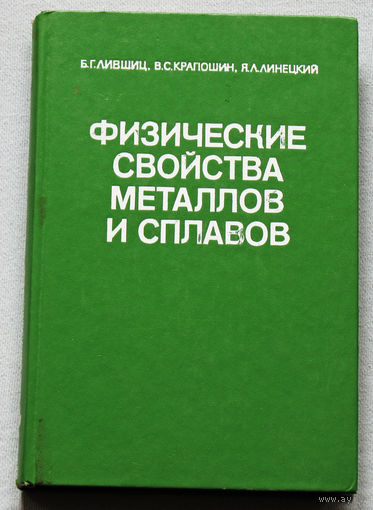 Б.Г.ЛИВШИЦ, В.С.КРАПОШИН, Я.Л.ЛИНЕЦКИЙ
ФИЗИЧЕСКИЕ
СВОЙСТВА
МЕТАЛЛОВ
И СПЛАВОВ